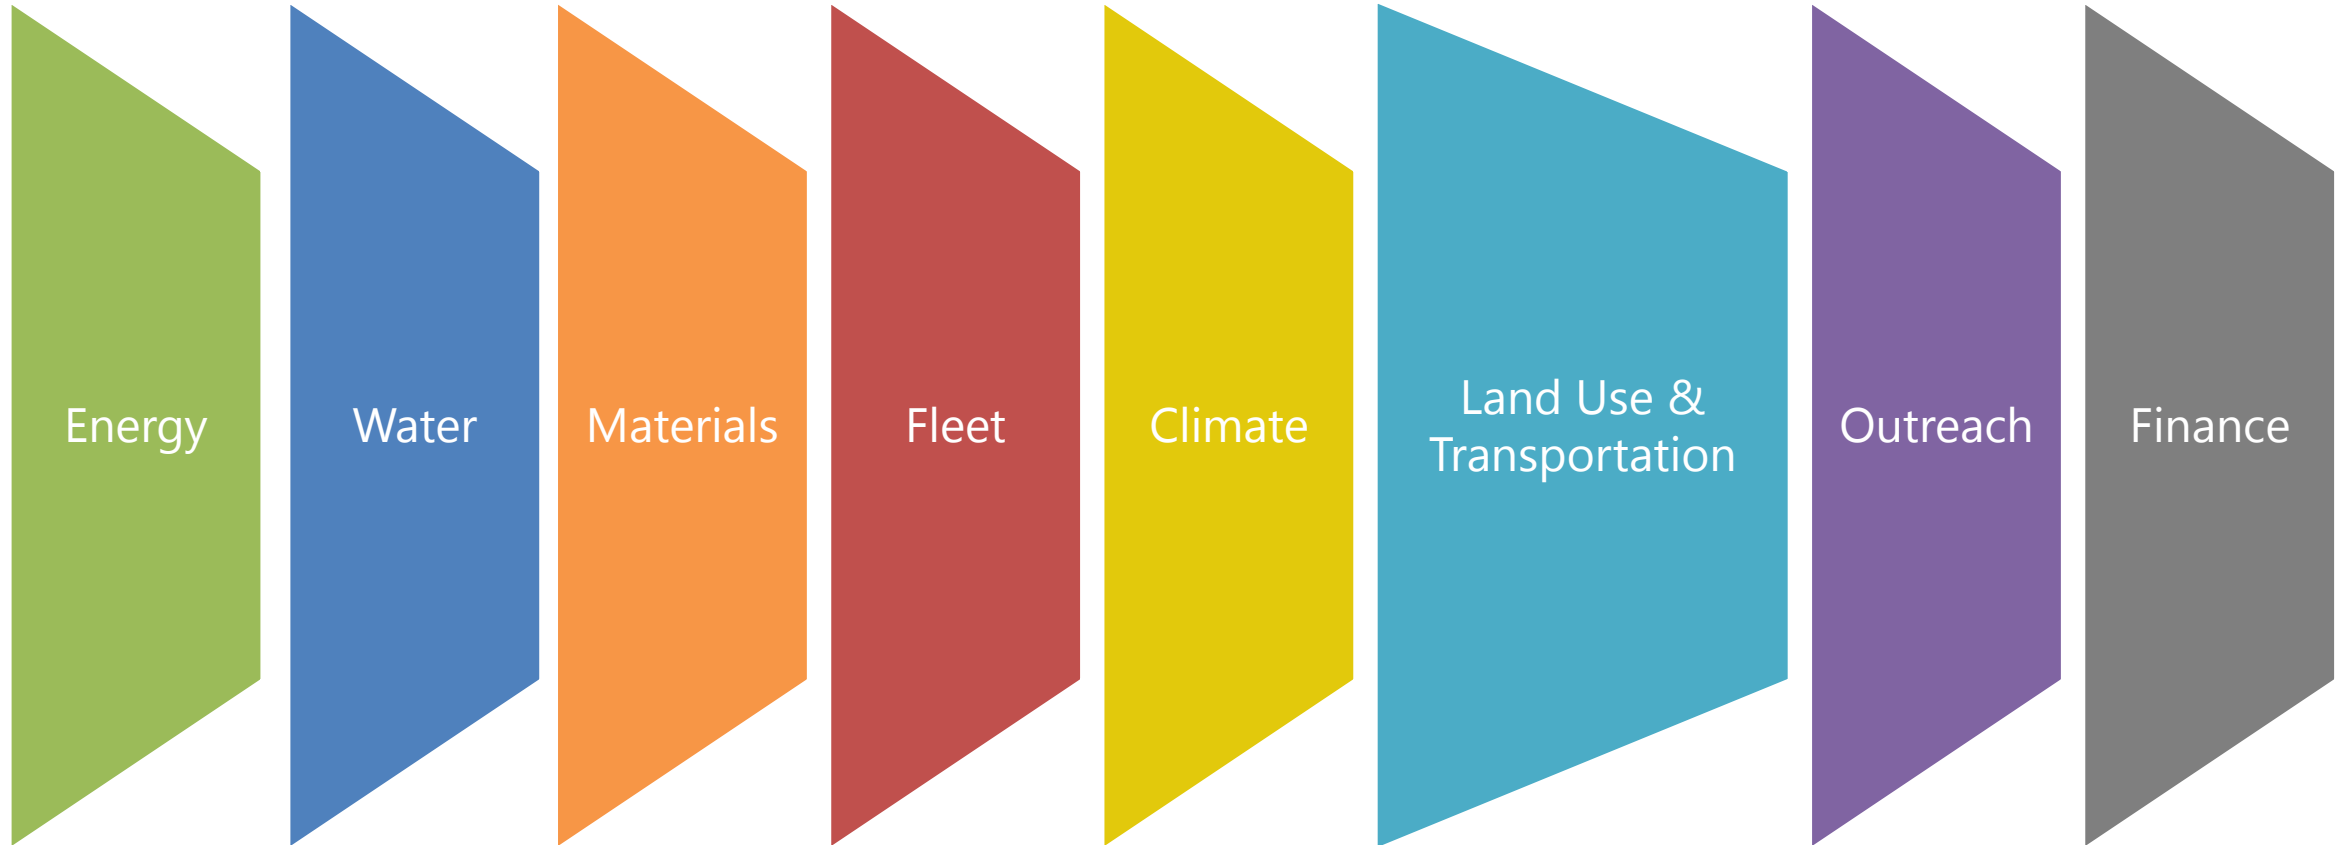 Energy
Water
Materials
Fleet
Climate
Land Use &
Transportation
Outreach
Finance